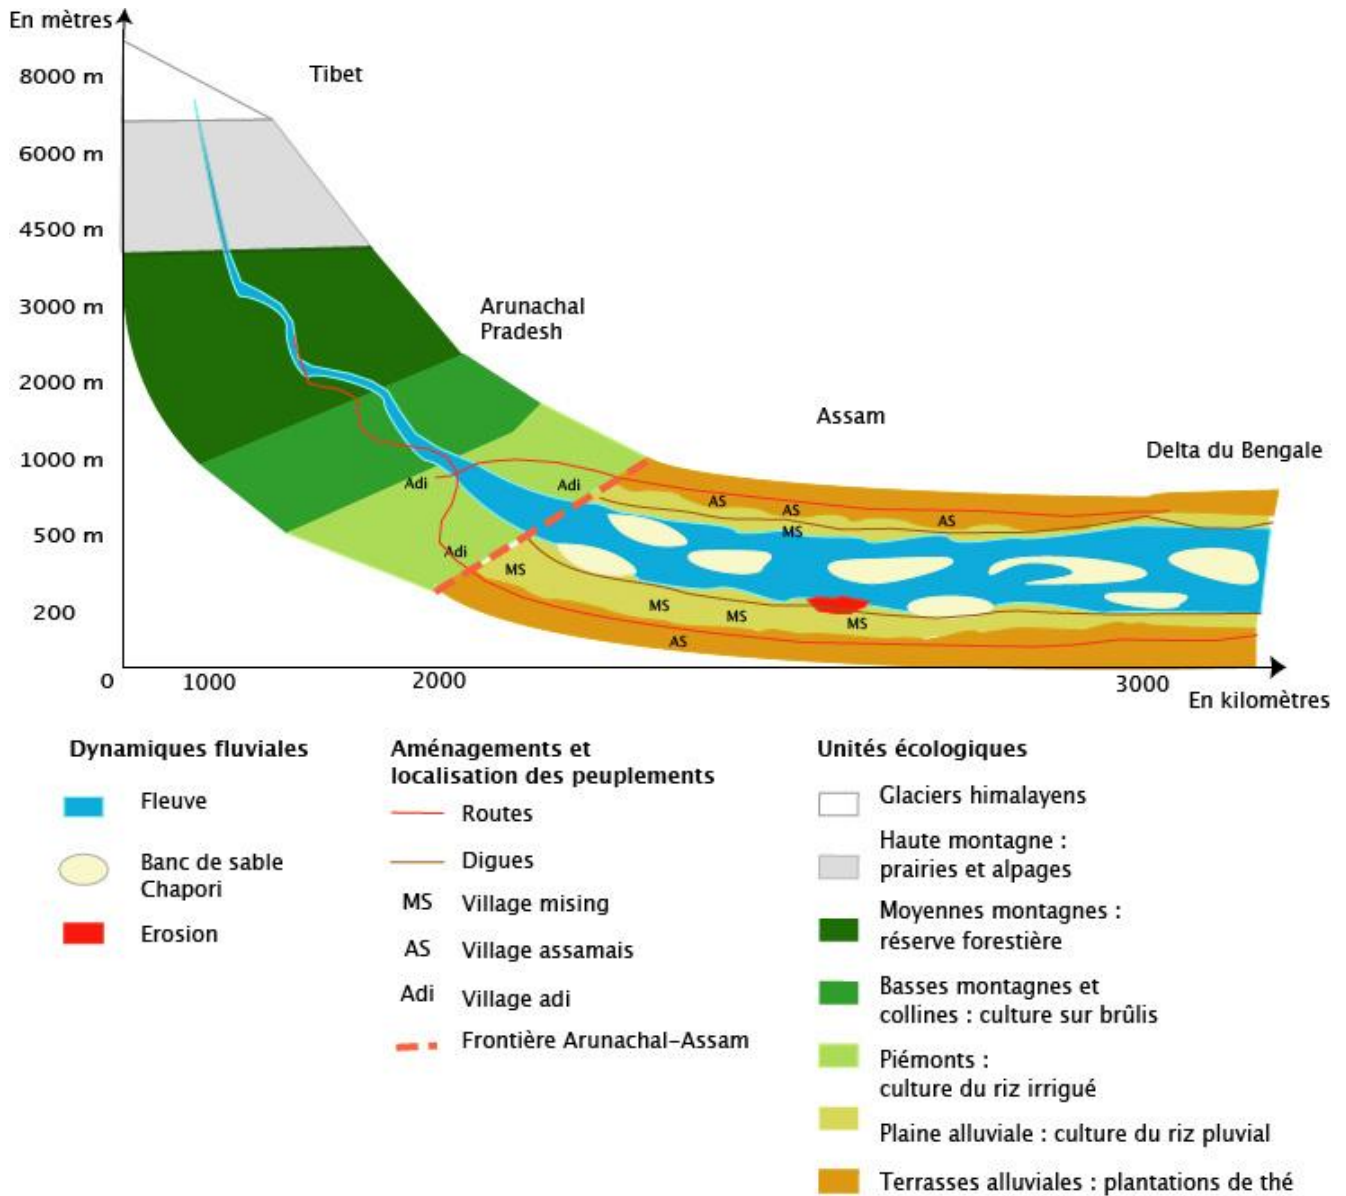 En mètres
8000 m
6000 m
4500 m
3000 m
2000 m
1000 m
500 m
200
Tibet
Arunachal
Pradesh
Assam
Delta du Bengale
Adi
Adi
Adi
AS
AS
AS
MS
MS
MS
MS
MS
AS
O
1000
2000
3000
En kilomètres
Dynamiques fluviales
Fleuve
Banc de sable
Chapori
Erosion
Aménagements et
localisation des peuplements
Routes
Digues
MS Village mising
AS Village assamais
Adi Village adi
Frontière Arunachal-Assam
Unités écologiques
Glaciers himalayens
Haute montagne :
prairies et alpages
Moyennes montagnes :
réserve forestière
Basses montagnes et
collines : culture sur brûlis
Piémonts :
culture du riz irrigué
Plaine alluviale : culture du riz pluvial
Terrasses alluviales : plantations de thé